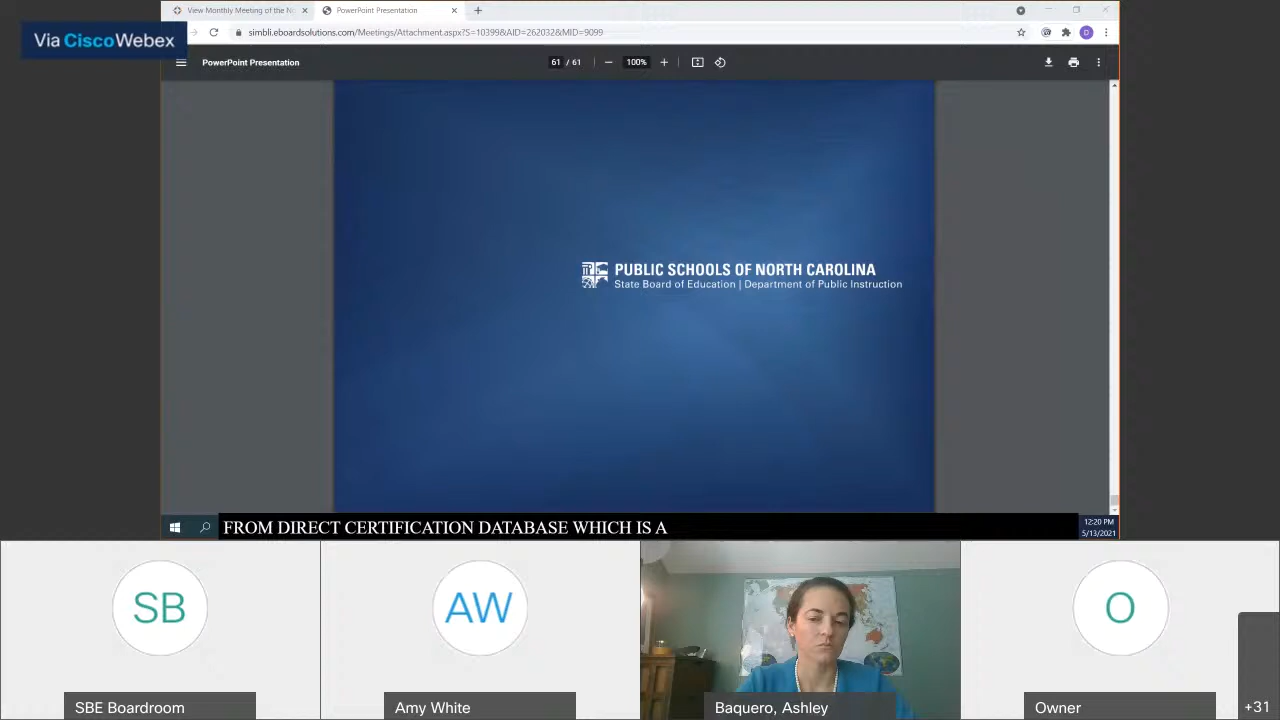 View Monthly Meeting of the N
PowerPoint Presentation
Via Cisco Webex
simbli.eboardsolutions.com/Meetings/Attachment.aspx?S=10399&AID=262032&MID=9099
D
PowerPoint Presentation
61 / 61
100%
PUBLIC SCHOOLS OF NORTH CAROLINA
State Board of Education | Department of Public Instruction
FROM DIRECT CERTIFICATION DATABASE WHICH IS A
12:20 PM
5/13/2021
SB
AW
O
SBE Boardroom
Amy White
Baquero, Ashley
Owner
+31